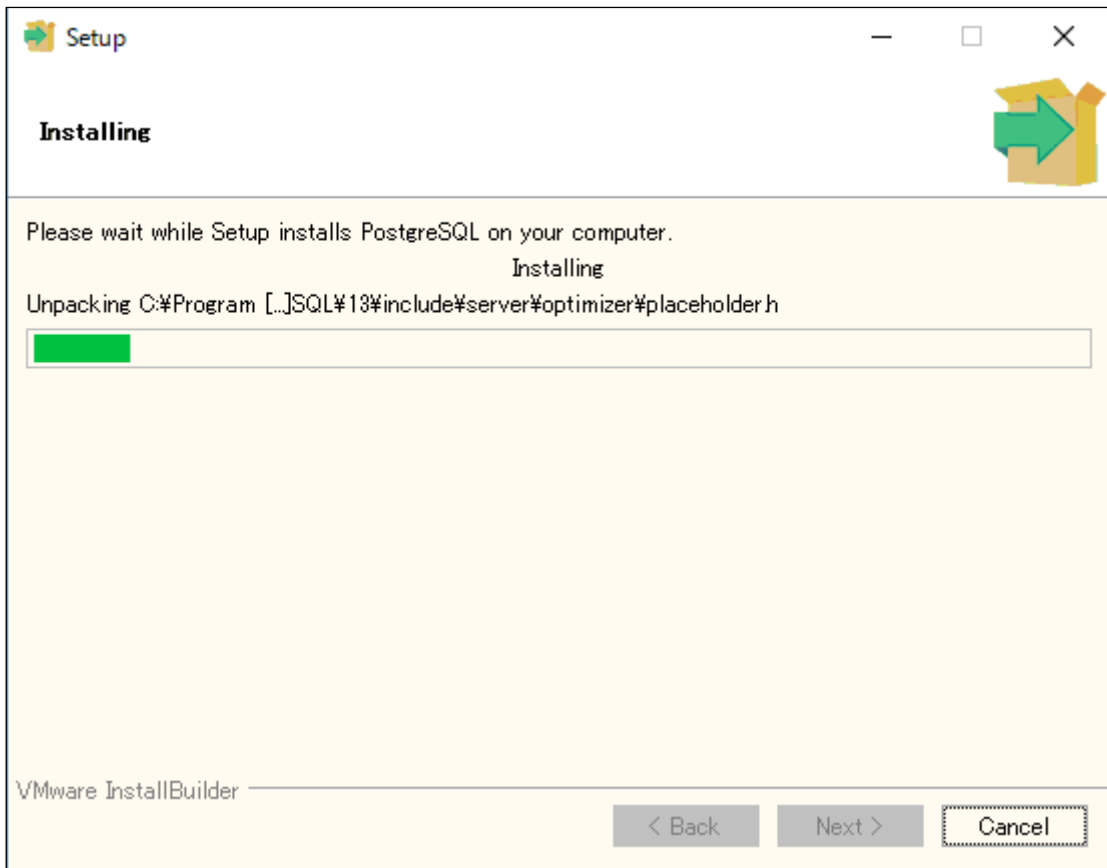 Setup
Installing
Please wait while Setup installs PostgreSQL on your computer.
Installing
Unpacking C:¥Program [...]SQL¥13¥include¥server¥optimizer¥placeholder.h
VMware InstallBuilder
< Back
Next >
Cancel